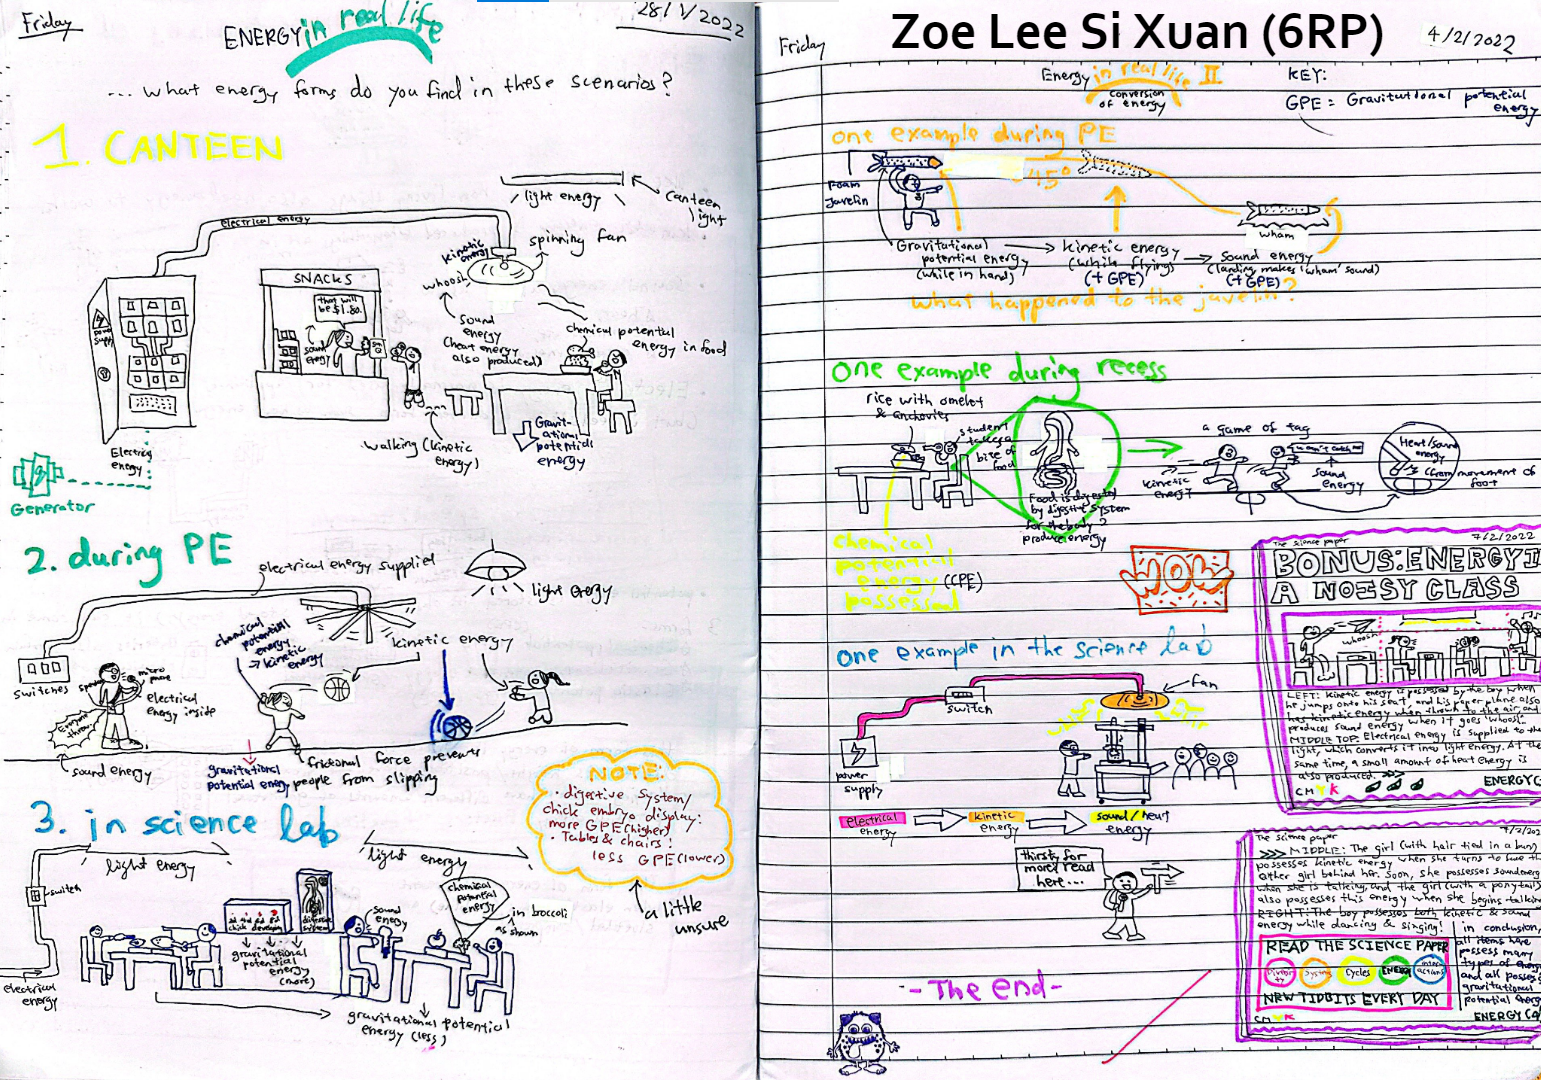 Friday
ENERGY in real life
28/1/2022
... what energy forms do you find in these scenarios?
1. CANTEEN
light energy
canteen light
electrical energy
spinning fan
kinetic energy
whoosh
SNACKS
that will be $1.80.
sound energy
power supply
sound energy
(heat energy also produced)
chemical potential energy in food
Gravitational potential energy
walking (kinetic energy)
Electric energy
Generator
2. during PE
electrical energy supplied
light energy
chemical potential energy → kinetic energy
kinetic energy
switches
electrical energy inside
sound energy
gravitational potential energy
frictional force prevents people from slipping
NOTE:
· digestive system/
chick embryo display:
more GPE (higher)
· Tables & chairs:
less GPE (lower)
a little unsure
3. in science lab
light energy
light energy
switch
chemical potential energy
in broccoli
as shown
sound energy
digestive system
gravitational potential energy (more)
electrical energy
gravitational potential energy (less)
Zoe Lee Si Xuan (6RP)
Friday
4/2/2022
Energy in real life II
conversion of energy
KEY:
GPE = Gravitational potential energy
one example during PE
foam javelin
45°
wham
Gravitational potential energy (while in hand)
kinetic energy (while flying) (+ GPE)
sound energy (landing makes 'wham' sound) (+ GPE)
what happened to the javelin?
one example during recess
rice with omelet & anchovies
student takes a bite of food
Food is digested by digestive system for the body 2 produce energy
a game of tag
kinetic energy
sound energy
Heat/sound energy
(from movement of foot)
chemical potential energy (CPE) possessed
WOW
one example in the science lab
fan
switch
power supply
electrical energy
kinetic energy
sound/heat energy
thirsty for more? read here...
- The end -
The science paper
7/2/2022
BONUS: ENERGY I
A NOISY CLASS
whoosh
LEFT: kinetic energy is possessed by the boy when
he jumps onto his seat, and his paper plane also
has kinetic energy when thrown to the air, and
produces sound energy when it goes 'whoosh'.
MIDDLE TOP: Electrical energy is supplied to the
light, which converts it into light energy. At the
same time, a small amount of heat energy is
also produced. >>>
CMYK
ENERGY
The science paper
>>> MIDDLE: The girl (with hair tied in a bun)
possesses kinetic energy when she turns to face the
other girl behind her. Soon, she possesses sound energy
when she is talking, and the girl (with a ponytail)
also possesses this energy when she begins talking
RIGHT: The boy possesses both kinetic & sound
energy while dancing & singing!
in conclusion, all items here possess many types of energy and all possess gravitational potential energy
READ THE SCIENCE PAPER
Cycles
ENERGY
NEW TIDBITS EVERY DAY
CMYK
ENERGY